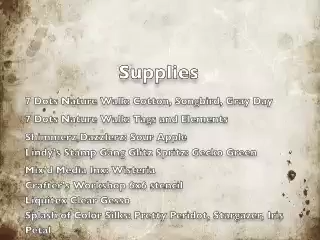 Supplies
7 Dots Nature Walk: Cotton, Songbird, Gray Day
7 Dots Nature Walk: Tags and Elements
Shimmerz Dazzlerz: Sour Apple
Lindy's Stamp Gang Glitz Spritz: Gecko Green
Mix'd Media Inx: Wisteria
Crafter's Workshop 6x6 stencil
Liquitex Clear Gesso
Splash of Color Silks: Pretty Peridot, Stargazer, Iris
Petal